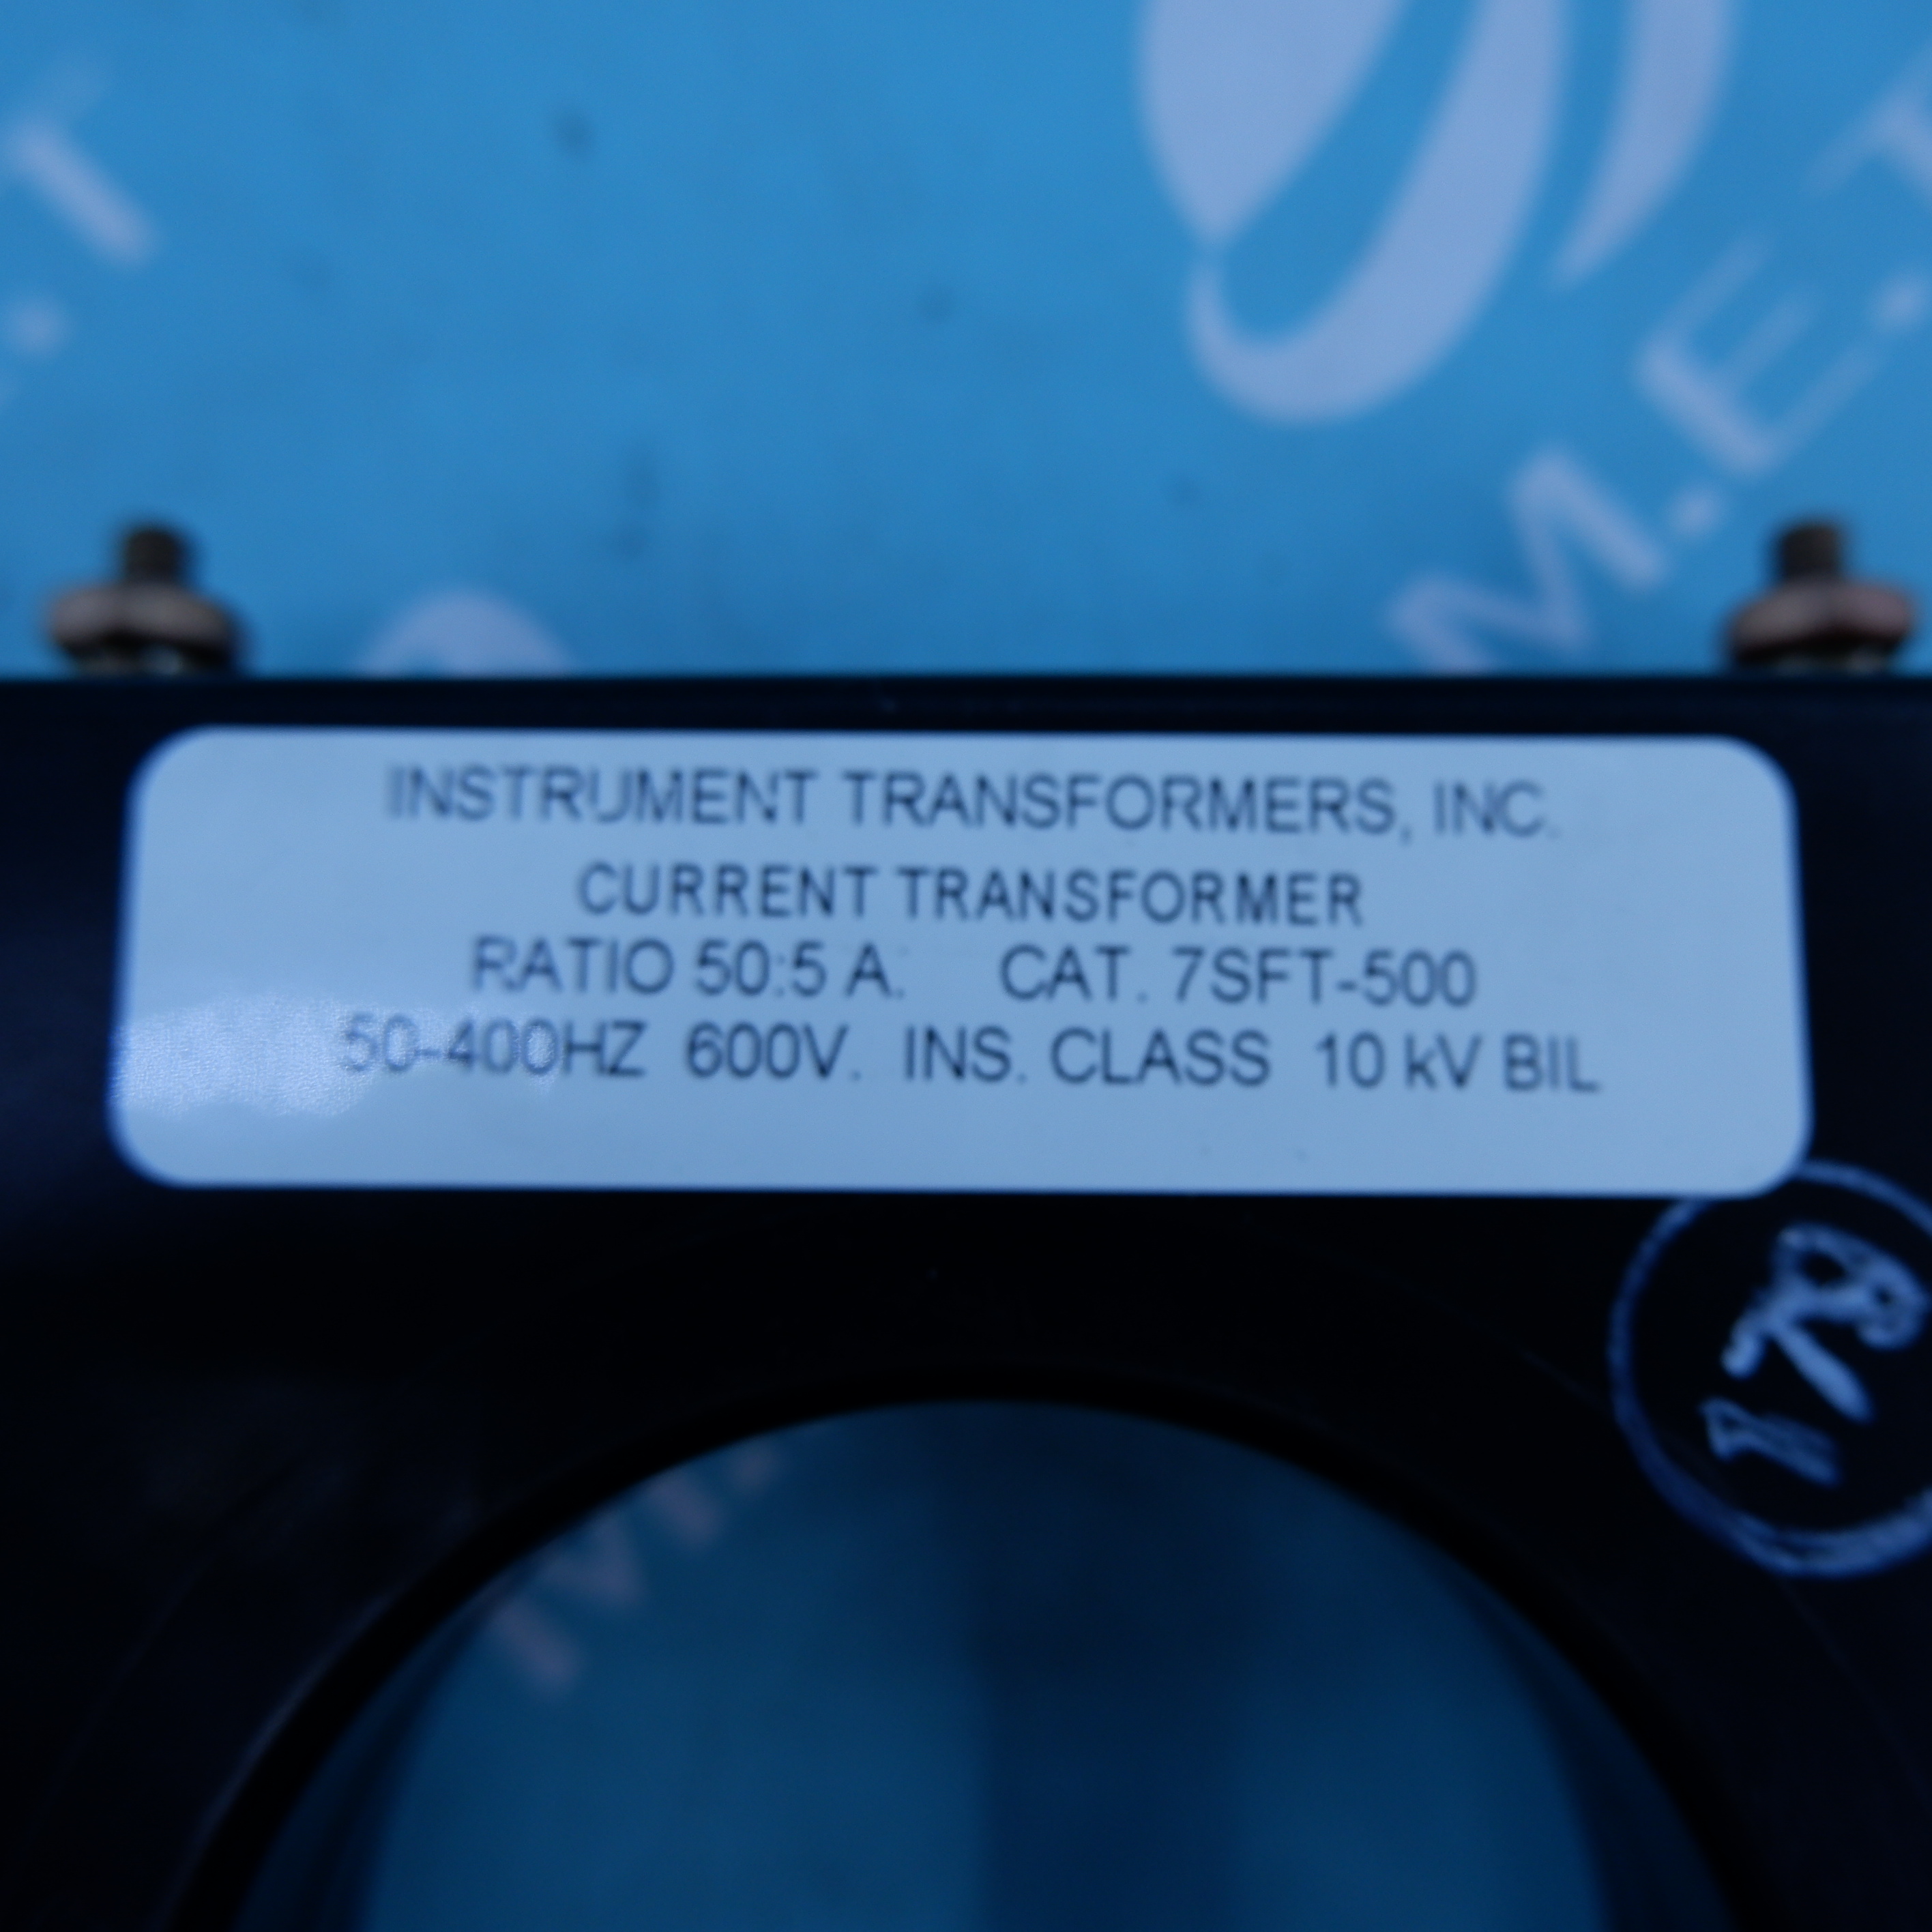 M.E.T
INSTRUMENT TRANSFORMERS, INC.
CURRENT TRANSFORMER
RATIO 50:5 A. CAT. 7SFT-500
50-400HZ 600V. INS. CLASS 10 kV BIL